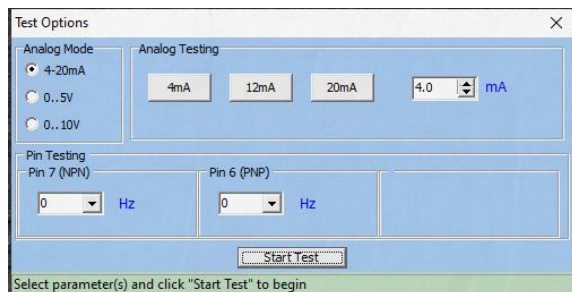 Test Options
Analog Mode
4-20mA
0..5V
0..10V
Analog Testing
4mA 12mA 20mA 4.0 mA
Pin Testing
Pin 7 (NPN)
0 Hz
Pin 6 (PNP)
0 Hz
Start Test
Select parameter(s) and click "Start Test" to begin